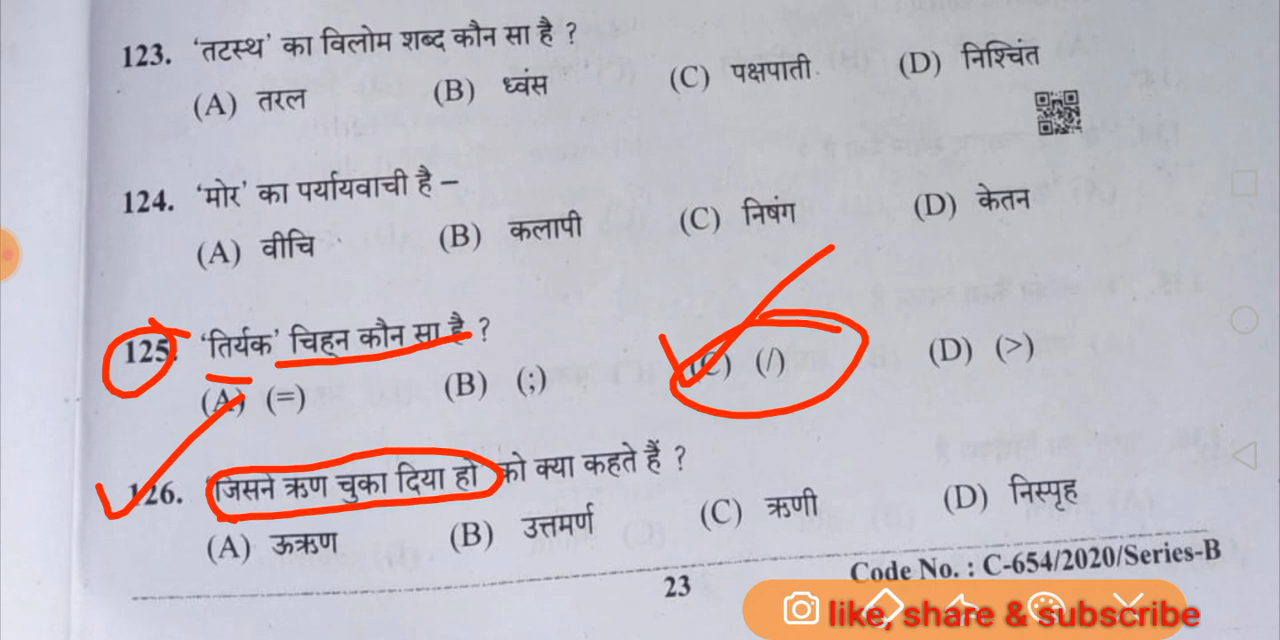 123. 'तटस्थ' का विलोम शब्द कौन सा है ?
(A) तरल (B) ध्वंस (C) पक्षपाती (D) निश्चिंत
124. 'मोर' का पर्यायवाची है –
(A) वीचि (B) कलापी (C) निषंग (D) केतन
125. 'तिर्यक' चिह्न कौन सा है ?
(A) (=) (B) (;) (C) (/) (D) (>)
126. 'जिसने ऋण चुका दिया हो' को क्या कहते हैं ?
(A) ऊऋण (B) उत्तमर्ण (C) ऋणी (D) निस्पृह
23
Code No. : C-654/2020/Series-B
like, share & subscribe